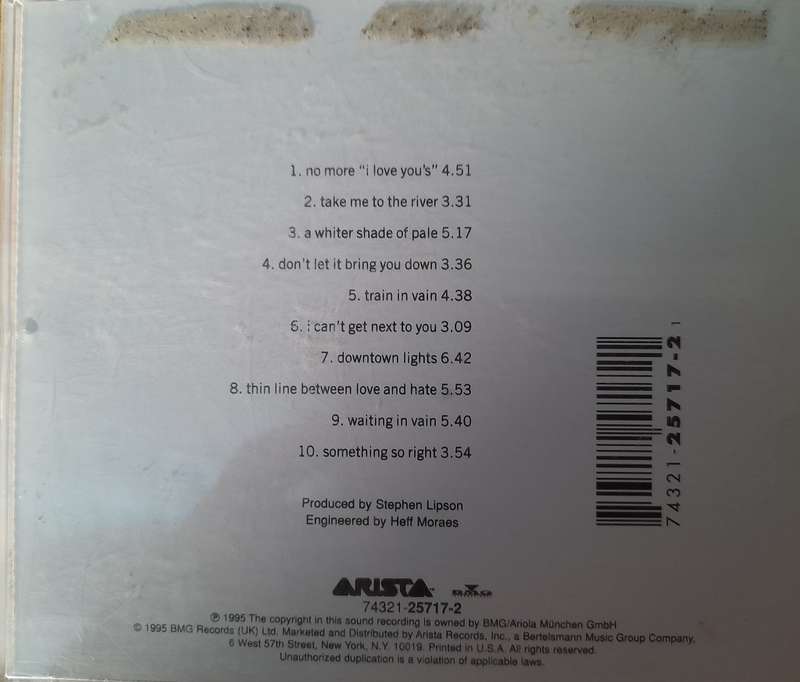 1. no more “i love you's” 4.51
2. take me to the river 3.31
3. a whiter shade of pale 5.17
4. don't let it bring you down 3.36
5. train in vain 4.38
6. i can't get next to you 3.09
7. downtown lights 6.42
8. thin line between love and hate 5.53
9. waiting in vain 5.40
10. something so right 3.54
74321-25717-2 1
Produced by Stephen Lipson
Engineered by Heff Moraes
ARISTA™ BMG
74321-25717-2
℗ 1995 The copyright in this sound recording is owned by BMG/Ariola München GmbH
© 1995 BMG Records (UK) Ltd. Marketed and Distributed by Arista Records, Inc., a Bertelsmann Music Group Company,
6 West 57th Street, New York, N.Y. 10019. Printed in U.S.A. All rights reserved.
Unauthorized duplication is a violation of applicable laws.